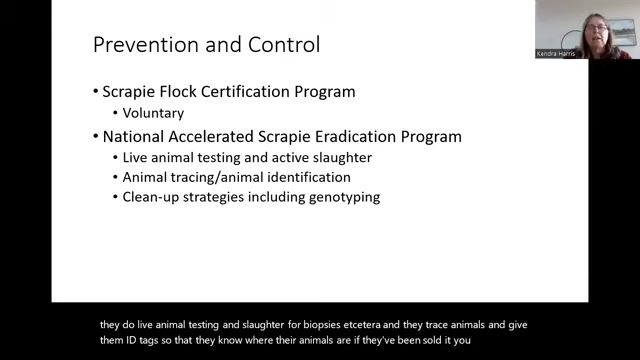 Prevention and Control
Kendra Harris
• Scrapie Flock Certification Program
• Voluntary
• National Accelerated Scrapie Eradication Program
• Live animal testing and active slaughter
• Animal tracing/animal identification
• Clean-up strategies including genotyping
they do live animal testing and slaughter for biopsies etcetera and they trace animals and give
them ID tags so that they know where their animals are if they've been sold it you